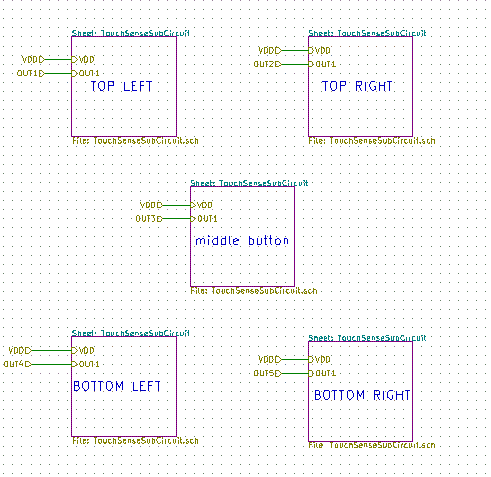 Sheet: TouchSenseSubCircuit
VDD VDD
OUT1 OUT1
TOP LEFT
File: TouchSenseSubCircuit.sch
Sheet: TouchSenseSubCircuit
VDD VDD
OUT2 OUT1
TOP RIGHT
File: TouchSenseSubCircuit.sch
Sheet: TouchSenseSubCircuit
VDD VDD
OUT3 OUT1
middle button
File: TouchSenseSubCircuit.sch
Sheet: TouchSenseSubCircuit
VDD VDD
OUT4 OUT1
BOTTOM LEFT
File: TouchSenseSubCircuit.sch
Sheet: TouchSenseSubCircuit
VDD VDD
OUT5 OUT1
BOTTOM RIGHT
File: TouchSenseSubCircuit.sch